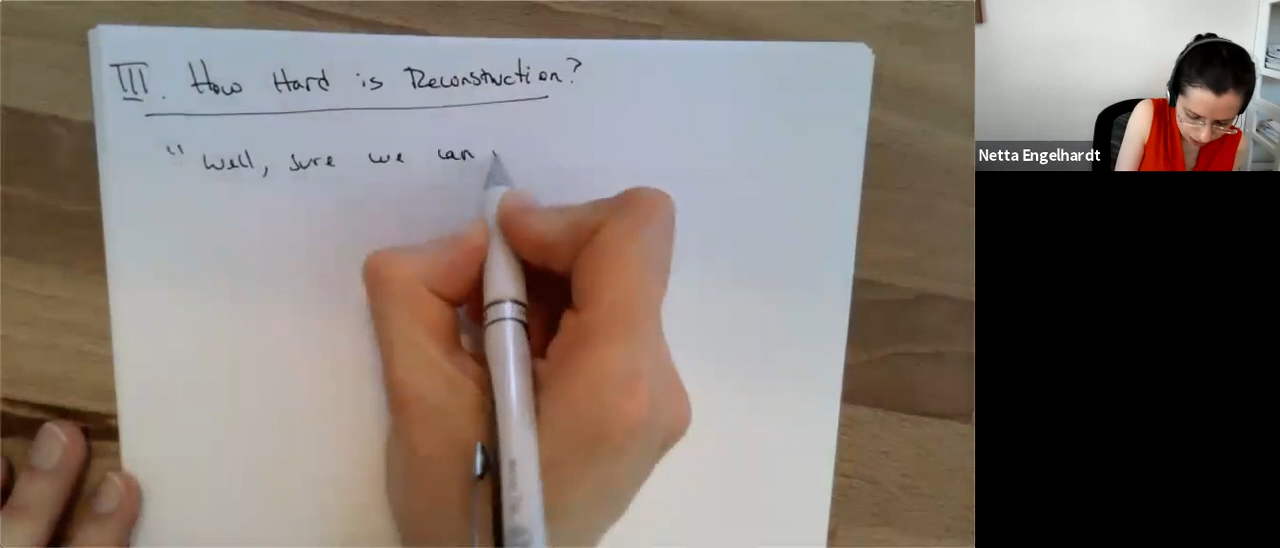 III. How Hard is Reconstruction?
" Well, sure we can
Netta Engelhardt